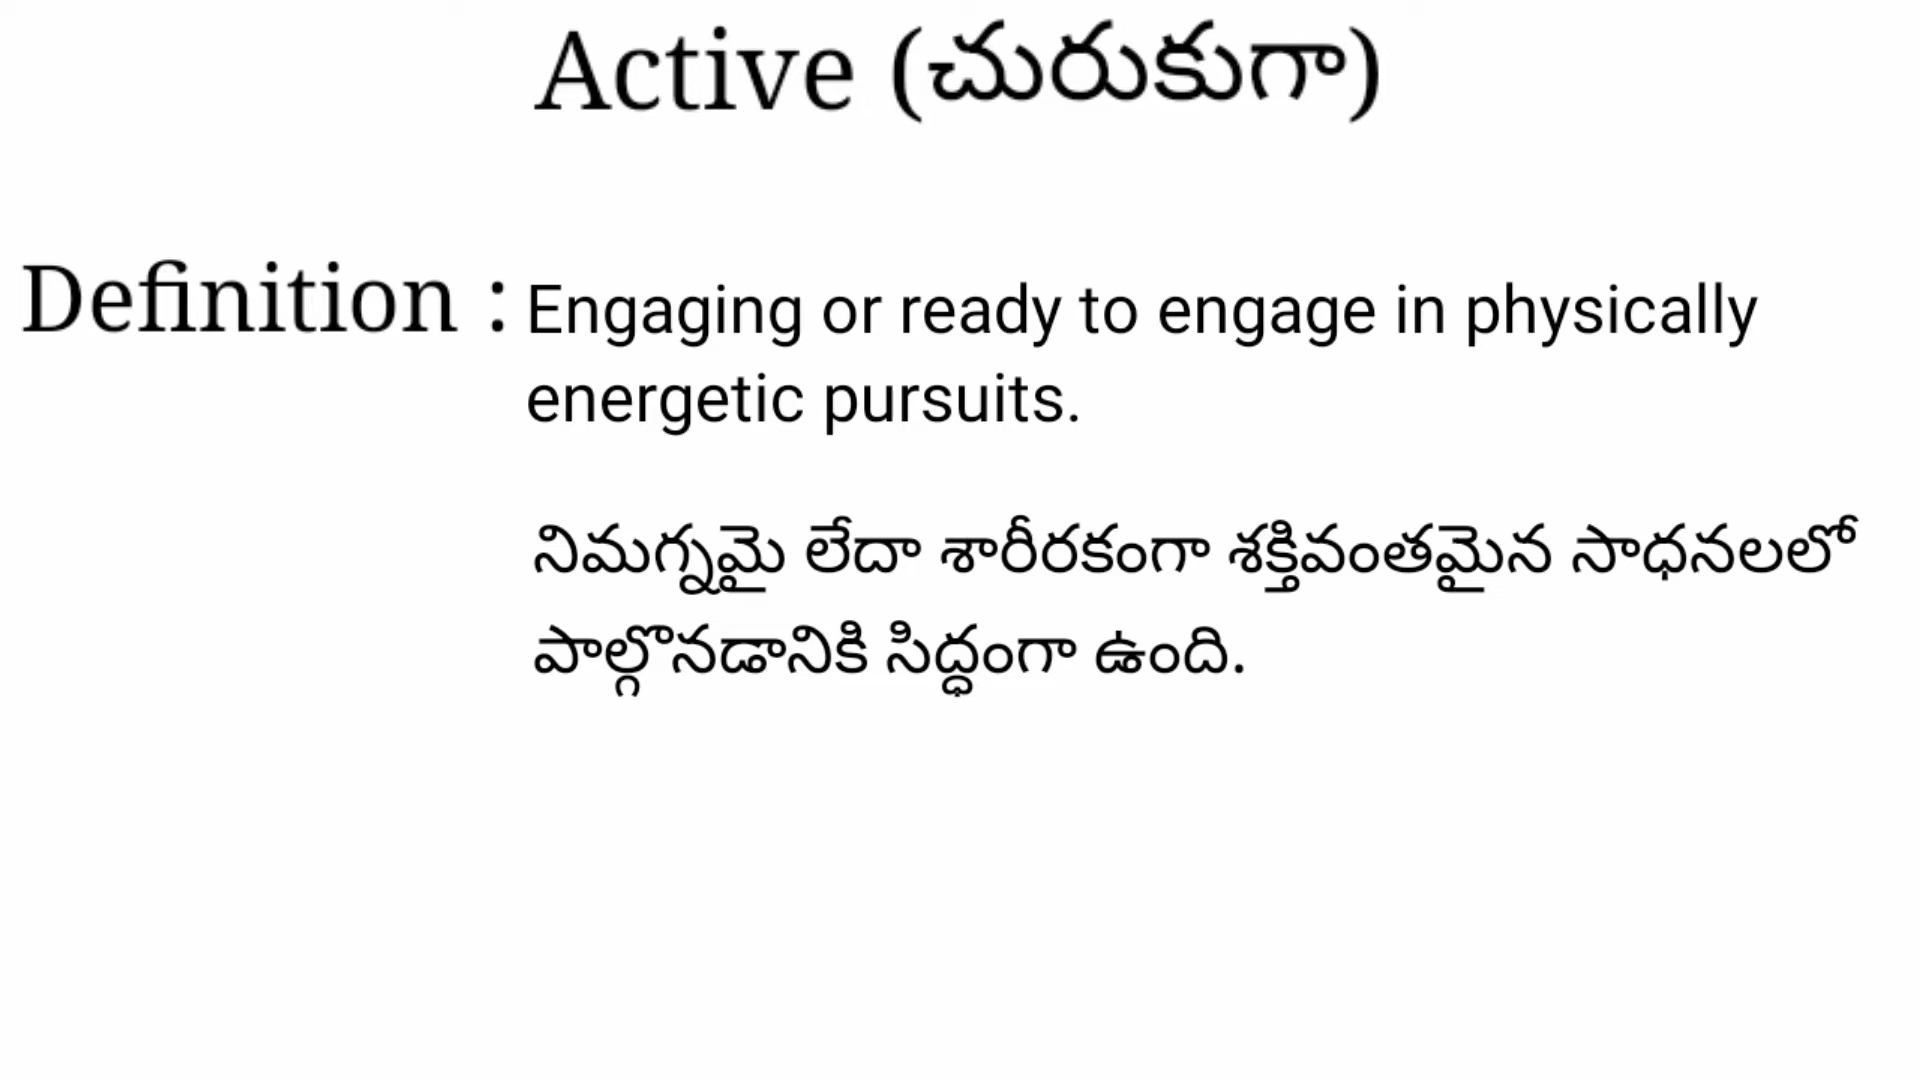 Active (చురుకుగా)
Definition : Engaging or ready to engage in physically
energetic pursuits.
నిమగ్నమై లేదా శారీరకంగా శక్తివంతమైన సాధనలలో
పాల్గొనడానికి సిద్ధంగా ఉంది.